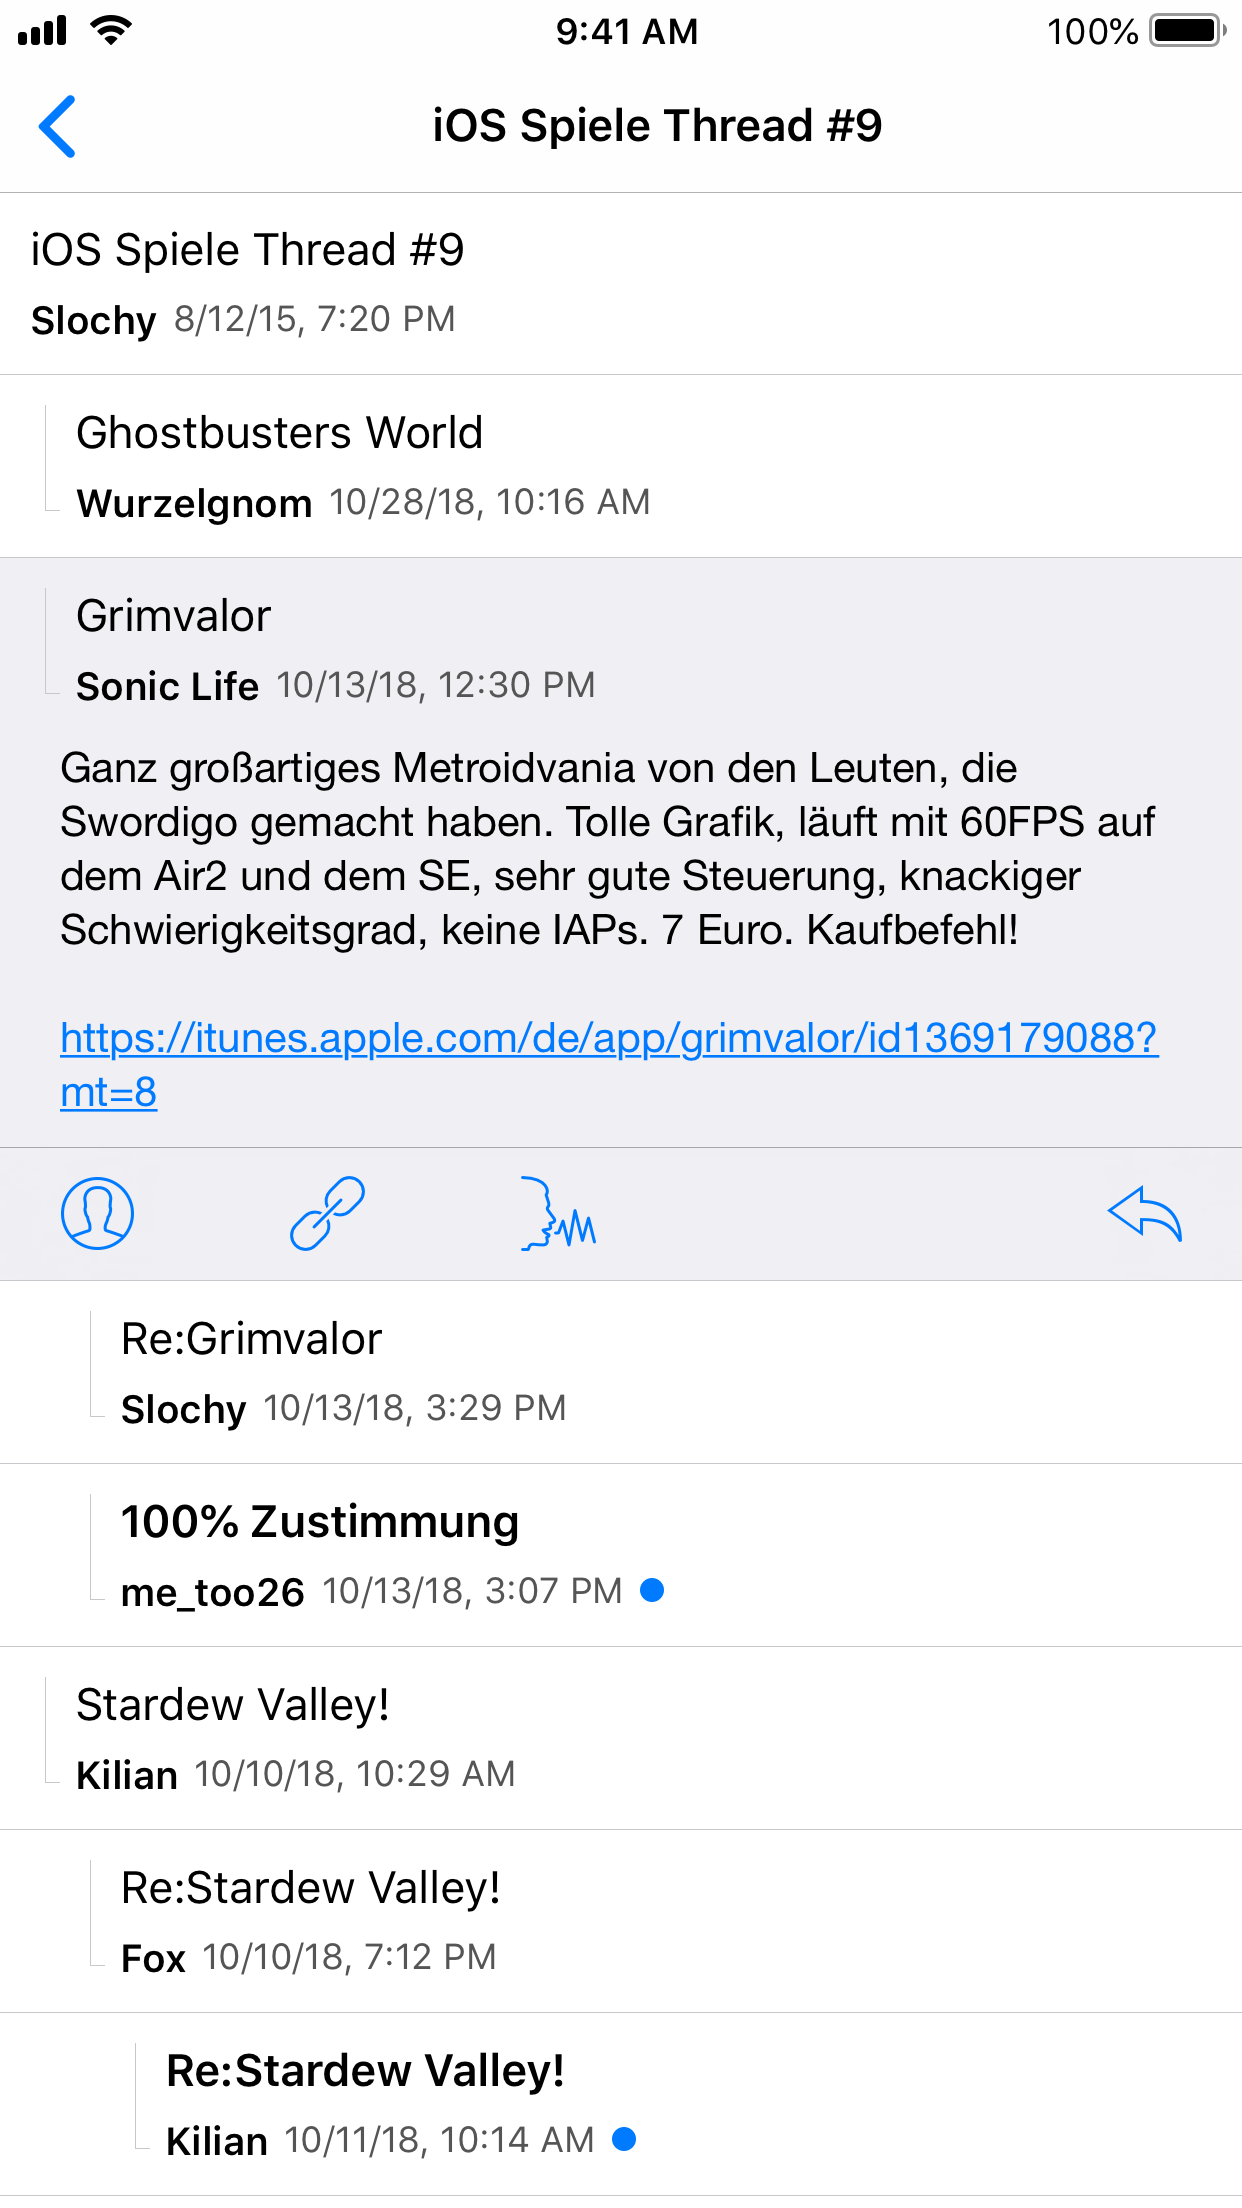 9:41 AM
100%
iOS Spiele Thread #9
iOS Spiele Thread #9
Slochy 8/12/15, 7:20 PM
Ghostbusters World
Wurzelgnom 10/28/18, 10:16 AM
Grimvalor
Sonic Life 10/13/18, 12:30 PM
Ganz großartiges Metroidvania von den Leuten, die
Swordigo gemacht haben. Tolle Grafik, läuft mit 60FPS auf
dem Air2 und dem SE, sehr gute Steuerung, knackiger
Schwierigkeitsgrad, keine IAPs. 7 Euro. Kaufbefehl!
https://itunes.apple.com/de/app/grimvalor/id1369179088?
mt=8
Re:Grimvalor
Slochy 10/13/18, 3:29 PM
100% Zustimmung
me_too26 10/13/18, 3:07 PM
Stardew Valley!
Kilian 10/10/18, 10:29 AM
Re:Stardew Valley!
Fox 10/10/18, 7:12 PM
Re:Stardew Valley!
Kilian 10/11/18, 10:14 AM